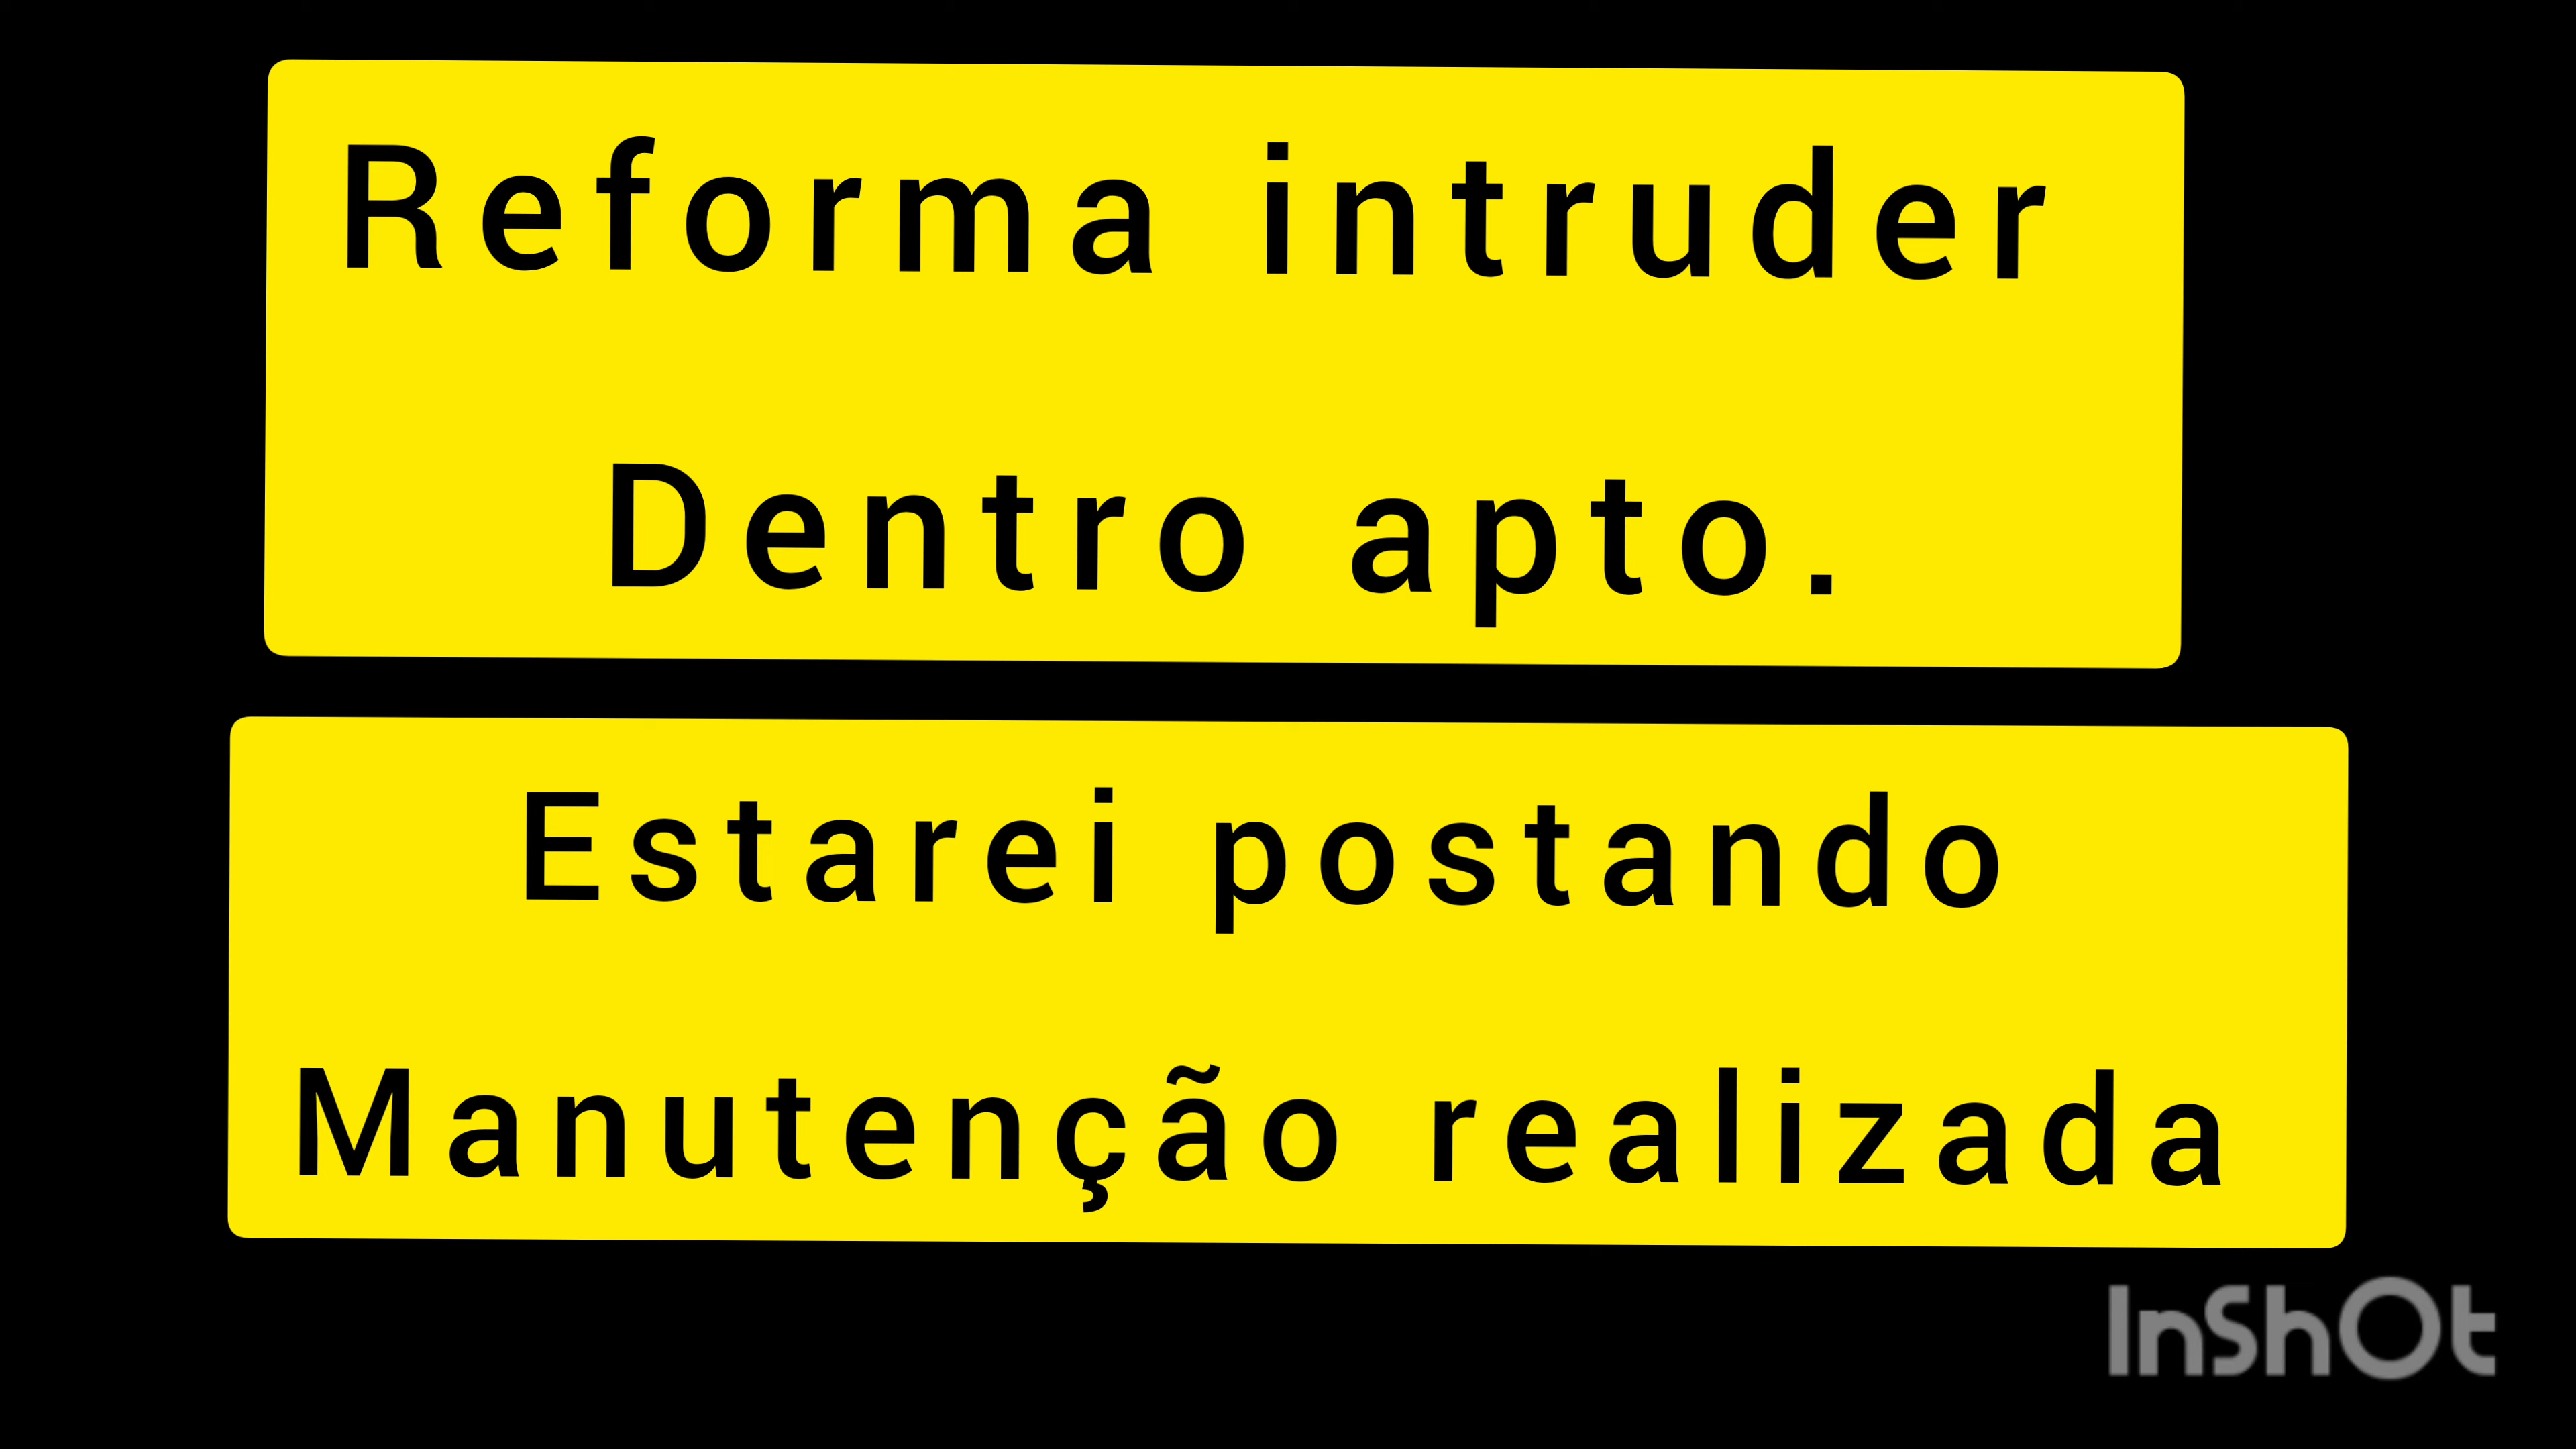 Reforma intruder
Dentro apto.
Estarei postando
Manutenção realizada
InShOt